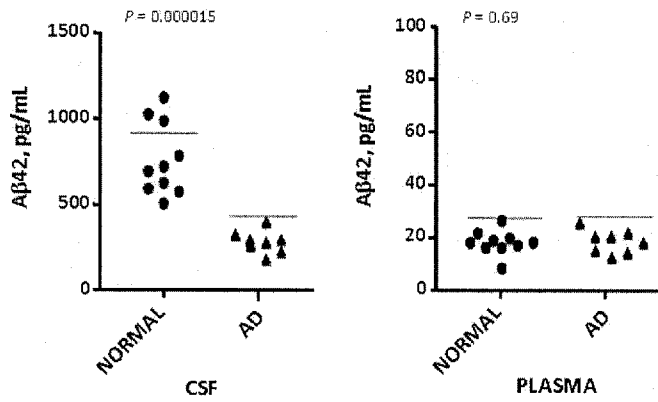 P = 0.000015
1500
1000
500
0
Aβ42, pg/mL
NORMAL
AD
CSF
P = 0.69
100
80
60
40
20
0
Aβ42, pg/mL
NORMAL
AD
PLASMA